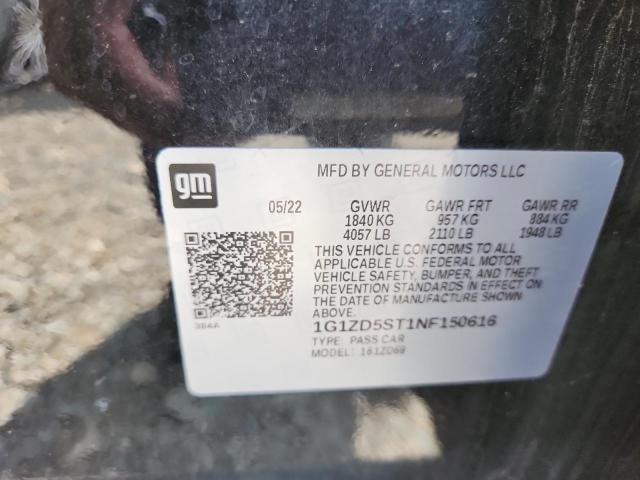 gm
MFD BY GENERAL MOTORS LLC
05/22 GVWR GAWR FRT GAWR RR
1840 KG 957 KG 884 KG
4057 LB 2110 LB 1948 LB
THIS VEHICLE CONFORMS TO ALL
APPLICABLE U.S. FEDERAL MOTOR
VEHICLE SAFETY, BUMPER, AND THEFT
PREVENTION STANDARDS IN EFFECT ON
THE DATE OF MANUFACTURE SHOWN
ABOVE.
384A
1G1ZD5ST1NF150616
TYPE: PASS CAR
MODEL: 161ZD69